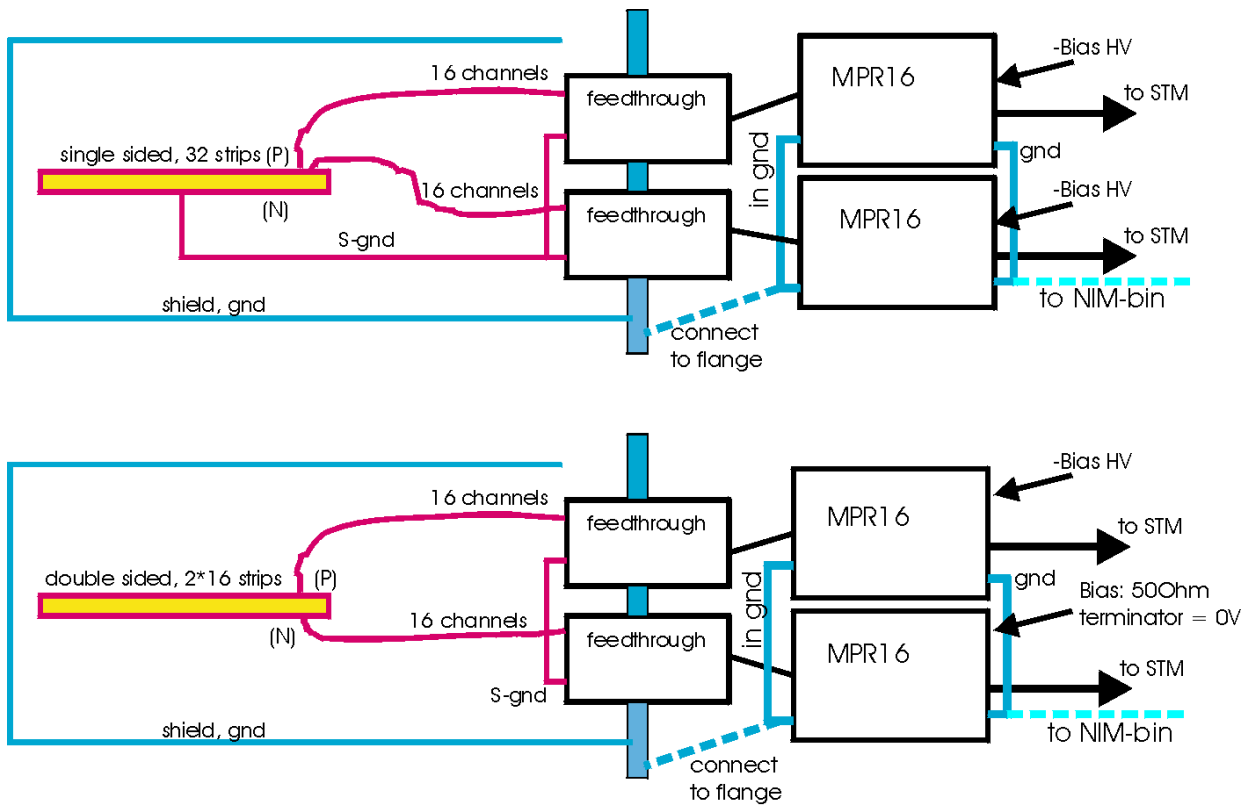 16 channels
feedthrough
MPR16
-Bias HV
to STM
single sided, 32 strips (P)
in gnd
gnd
(N)
16 channels
feedthrough
MPR16
-Bias HV
S-gnd
to STM
shield, gnd
to NIM-bin
connect
to flange
16 channels
feedthrough
MPR16
-Bias HV
to STM
double sided, 2*16 strips (P)
in gnd
gnd
Bias: 50Ohm
terminator = 0V
(N)
16 channels
feedthrough
MPR16
S-gnd
to STM
shield, gnd
to NIM-bin
connect
to flange